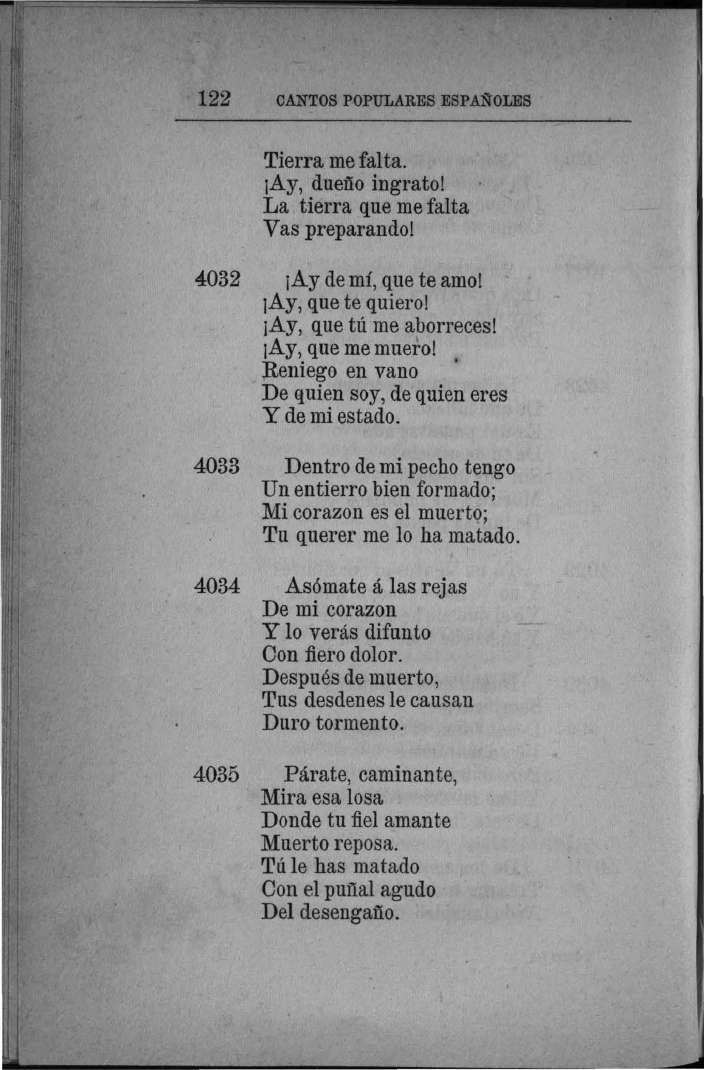 122 CANTOS POPULARES ESPAÑOLES
Tierra me falta.
¡Ay, dueño ingrato!
La tierra que me falta
Vas preparando!
4032 ¡Ay de mí, que te amo!
¡Ay, que te quiero!
¡Ay, que tú me aborreces!
¡Ay, que me muero!
Reniego en vano
De quien soy, de quien eres
Y de mi estado.
4033 Dentro de mi pecho tengo
Un entierro bien formado;
Mi corazon es el muerto;
Tu querer me lo ha matado.
4034 Asómate á las rejas
De mi corazon
Y lo verás difunto
Con fiero dolor.
Después de muerto,
Tus desdenes le causan
Duro tormento.
4035 Párate, caminante,
Mira esa losa
Donde tu fiel amante
Muerto reposa.
Tú le has matado
Con el puñal agudo
Del desengaño.